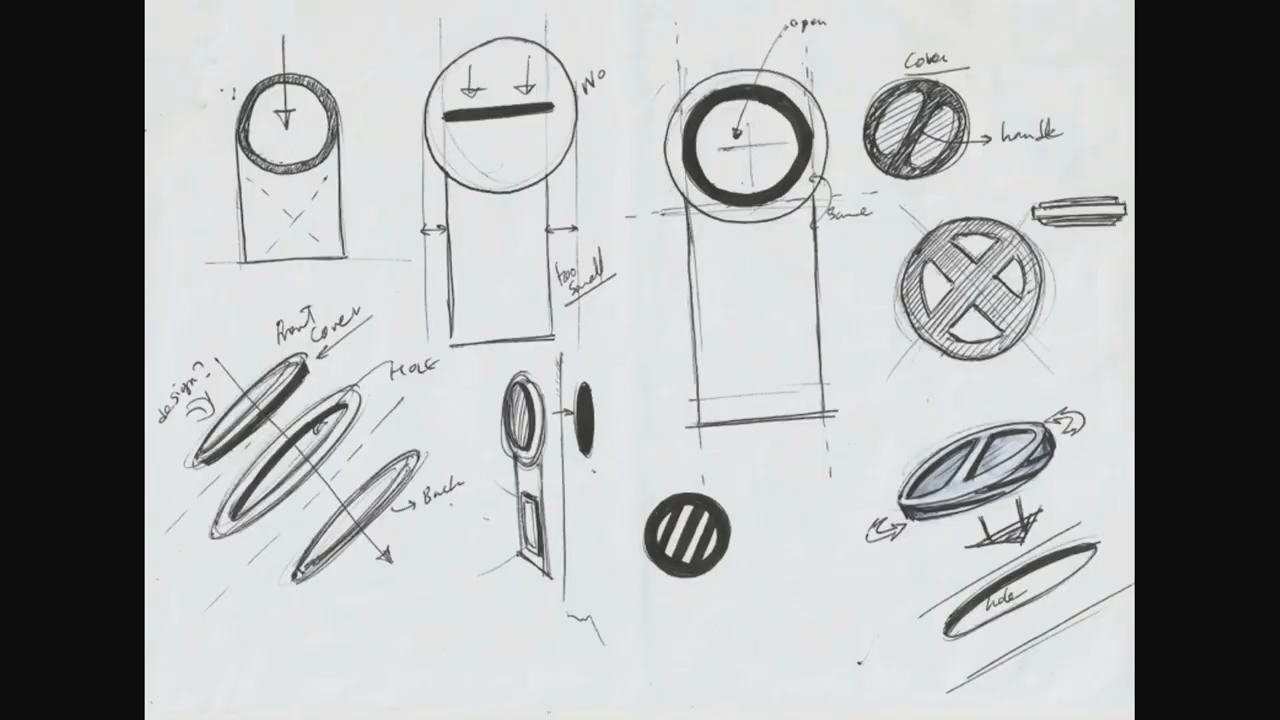 open
NO
Cover
handle
same
too
small
Front
Cover
HOLE
design?
Back
hole